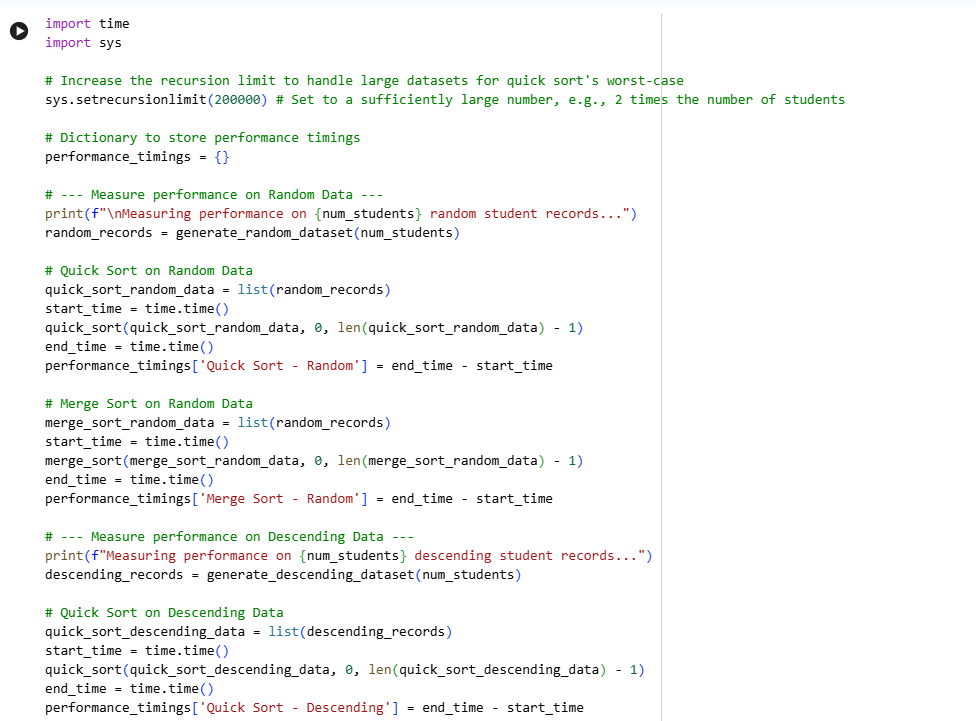 import time
import sys
# Increase the recursion limit to handle large datasets for quick sort's worst-case
sys.setrecursionlimit(200000) # Set to a sufficiently large number, e.g., 2 times the number of students
# Dictionary to store performance timings
performance_timings = {}
# --- Measure performance on Random Data ---
print(f"\nMeasuring performance on {num_students} random student records...")
random_records = generate_random_dataset(num_students)
# Quick Sort on Random Data
quick_sort_random_data = list(random_records)
start_time = time.time()
quick_sort(quick_sort_random_data, 0, len(quick_sort_random_data) - 1)
end_time = time.time()
performance_timings['Quick Sort - Random'] = end_time - start_time
# Merge Sort on Random Data
merge_sort_random_data = list(random_records)
start_time = time.time()
merge_sort(merge_sort_random_data, 0, len(merge_sort_random_data) - 1)
end_time = time.time()
performance_timings['Merge Sort - Random'] = end_time - start_time
# --- Measure performance on Descending Data ---
print(f"Measuring performance on {num_students} descending student records...")
descending_records = generate_descending_dataset(num_students)
# Quick Sort on Descending Data
quick_sort_descending_data = list(descending_records)
start_time = time.time()
quick_sort(quick_sort_descending_data, 0, len(quick_sort_descending_data) - 1)
end_time = time.time()
performance_timings['Quick Sort - Descending'] = end_time - start_time